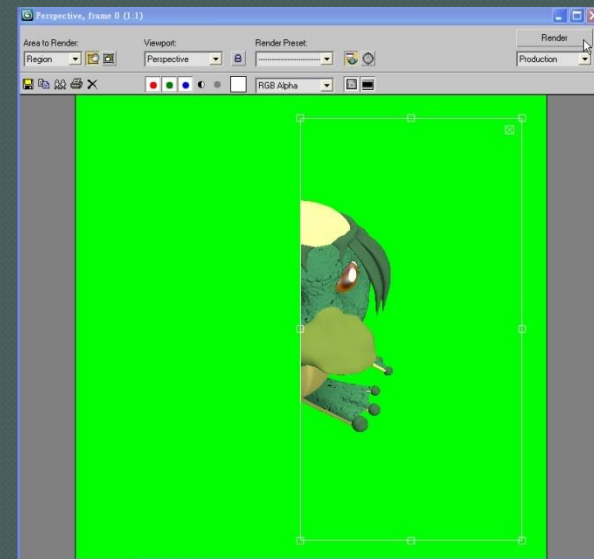 Perspective, frame 0 (1:1)
Area to Render:
Viewport:
Render Preset:
Render
Region
Perspective
Production
RGB Alpha